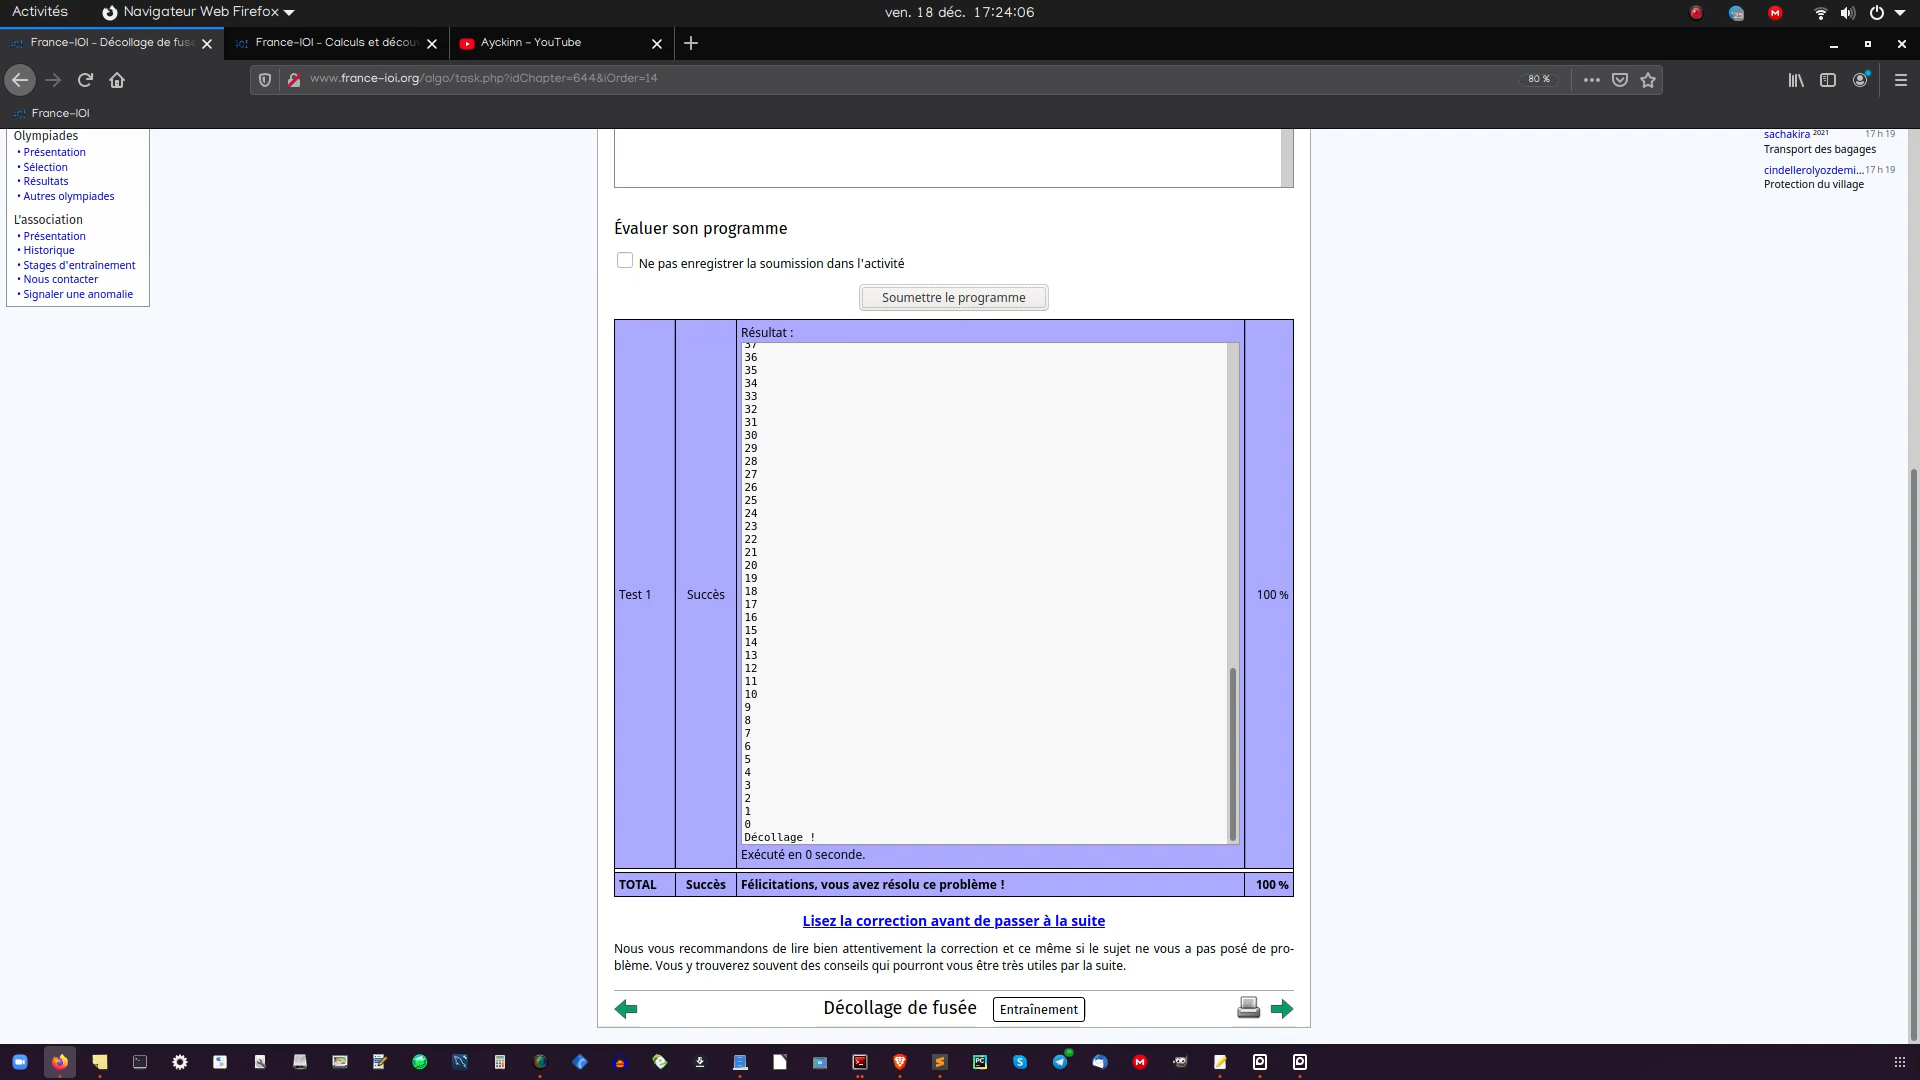 Activités
Navigateur Web Firefox
ven. 18 déc. 17:24:06
France-IOI - Décollage de fusé
France-IOI - Calculs et décou
Ayckinn - YouTube
www.france-ioi.org/algo/task.php?idChapter=644&iOrder=14
80 %
France-IOI
Olympiades
• Présentation
• Sélection
• Résultats
• Autres olympiades
L'association
• Présentation
• Historique
• Stages d'entraînement
• Nous contacter
• Signaler une anomalie
sachakira 2021 17 h 19
Transport des bagages
cindellerolyozdemi... 17 h 19
Protection du village
Évaluer son programme
Ne pas enregistrer la soumission dans l'activité
Soumettre le programme
Test 1
Succès
Résultat :
37
36
35
34
33
32
31
30
29
28
27
26
25
24
23
22
21
20
19
18
17
16
15
14
13
12
11
10
9
8
7
6
5
4
3
2
1
0
Décollage !
Exécuté en 0 seconde.
100 %
TOTAL Succès Félicitations, vous avez résolu ce problème ! 100 %
Lisez la correction avant de passer à la suite
Nous vous recommandons de lire bien attentivement la correction et ce même si le sujet ne vous a pas posé de pro-
blème. Vous y trouverez souvent des conseils qui pourront vous être très utiles par la suite.
Décollage de fusée
Entraînement